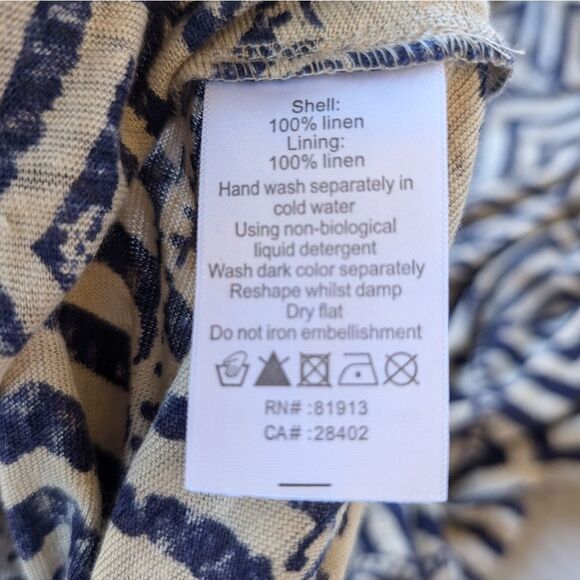 Shell:
100% linen
Lining:
100% linen
Hand wash separately in
cold water
Using non-biological
liquid detergent
Wash dark color separately
Reshape whilst damp
Dry flat
Do not iron embellishment
RN# :81913
CA# :28402